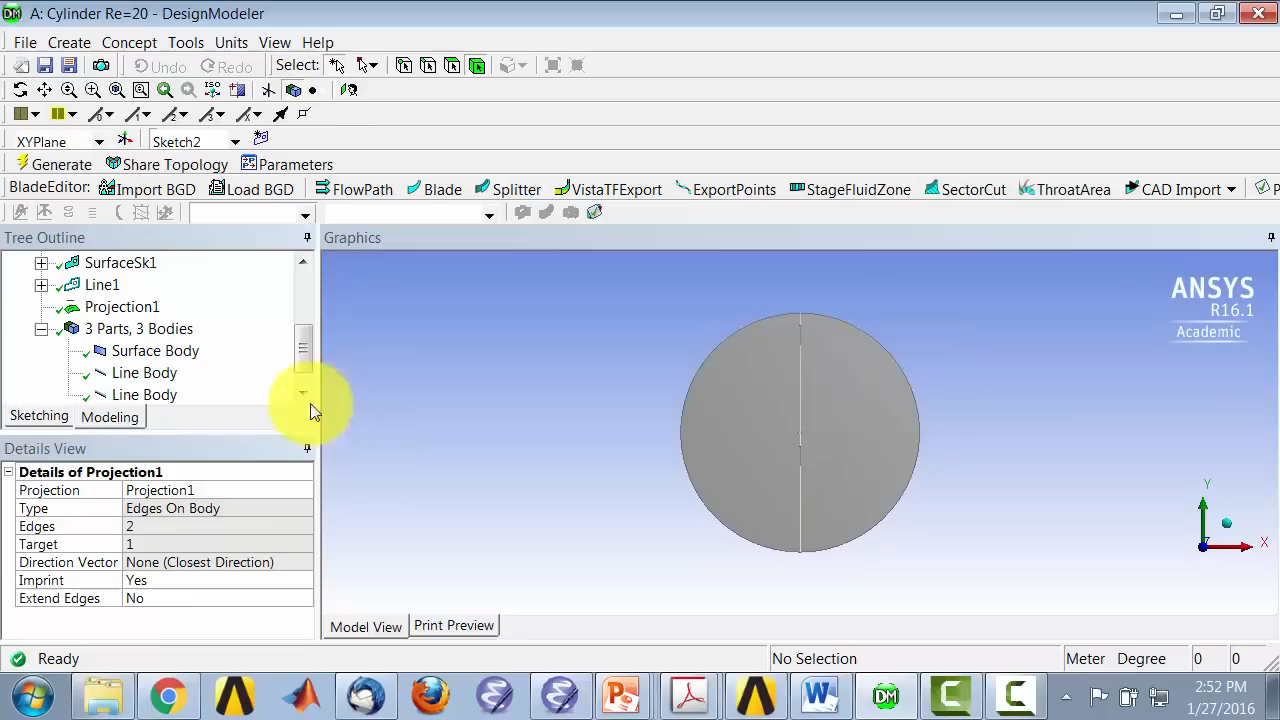 A: Cylinder Re=20 - DesignModeler
File Create Concept Tools Units View Help
Undo Redo Select:
XYPlane Sketch2
Generate Share Topology Parameters
BladeEditor: Import BGD Load BGD FlowPath Blade Splitter VistaTFExport ExportPoints StageFluidZone SectorCut ThroatArea CAD Import
Tree Outline
Graphics
SurfaceSk1
Line1
Projection1
3 Parts, 3 Bodies
Surface Body
Line Body
Line Body
Sketching Modeling
Details View
Details of Projection1
Projection Projection1
Type Edges On Body
Edges 2
Target 1
Direction Vector None (Closest Direction)
Imprint Yes
Extend Edges No
ANSYS
R16.1
Academic
Y
X
Model View Print Preview
Ready
No Selection Meter Degree 0 0
2:52 PM
1/27/2016